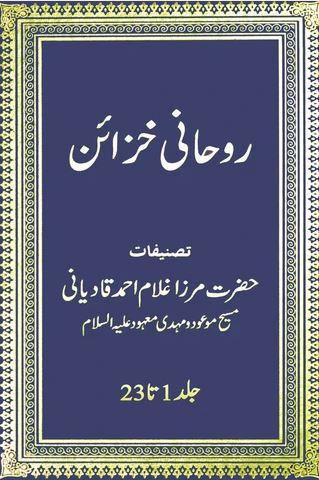 روحانی خزائن
تصنیفات
حضرت مرزا غلام احمد قادیانی
مسیح موعود و مہدی معہود علیہ السلام
جلد 1 تا 23